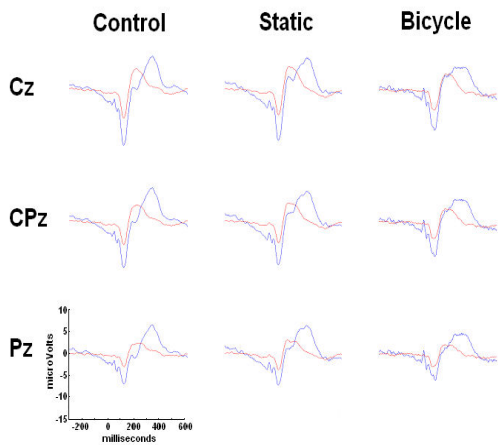 Control Static Bicycle
Cz
CPz
Pz
10
5
0
-5
-10
-15
microVolts
-200 0 200 400 600
milliseconds